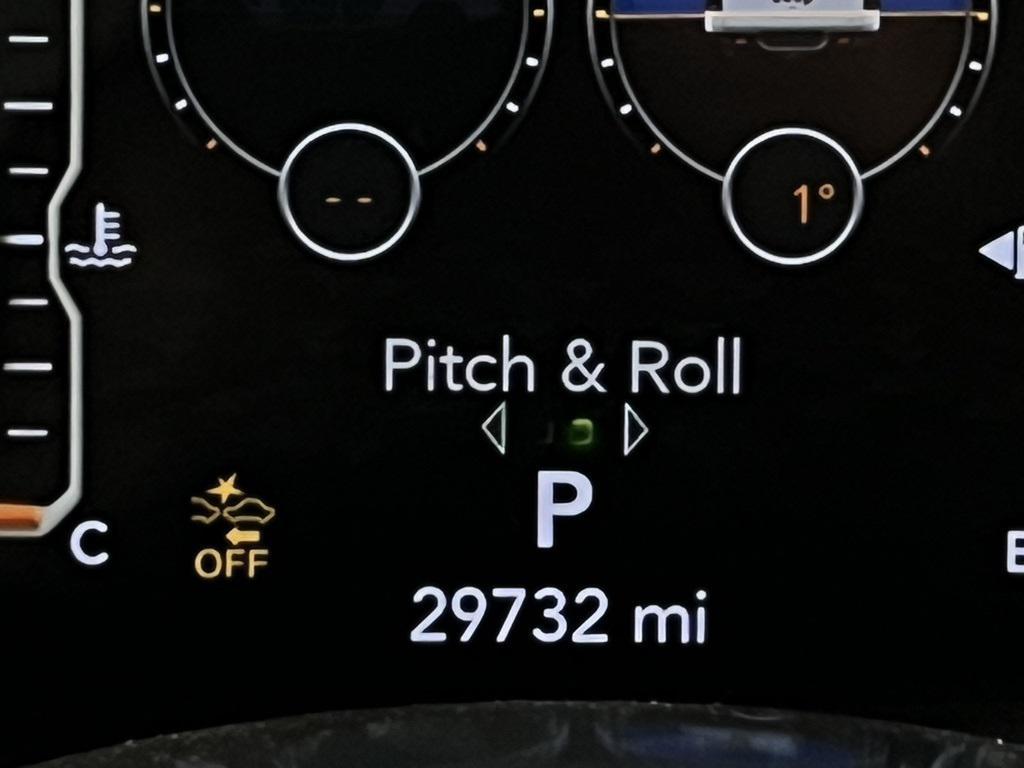 -- 1°
Pitch & Roll
P
C OFF E
29732 mi